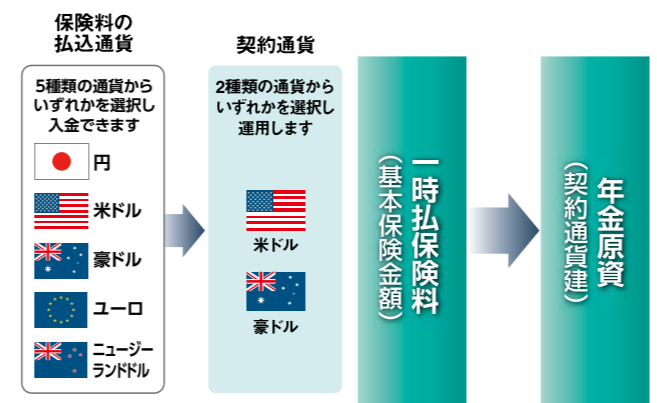 保険料の
払込通貨
5種類の通貨から
いずれかを選択し
入金できます
円
米ドル
豪ドル
ユーロ
ニュージー
ランドドル
契約通貨
2種類の通貨から
いずれかを選択し
運用します
米ドル
豪ドル
一時払保険料
(基本保険金額)
年金原資
(契約通貨建)